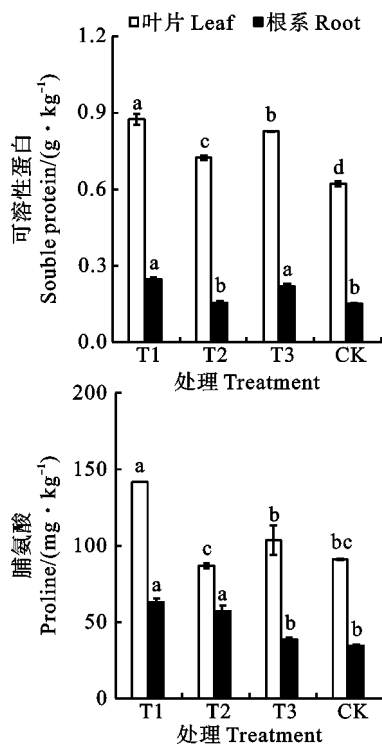 叶片 Leaf 根系 Root
可溶性蛋白
Souble protein/(g·kg⁻¹)
1.2
0.9
0.6
0.3
0.0
a
c
b
d
a
b
a
b
T1 T2 T3 CK
处理 Treatment
脯氨酸
Proline/(mg·kg⁻¹)
200
150
100
50
0
a
c
b
bc
a
a
b
b
T1 T2 T3 CK
处理 Treatment